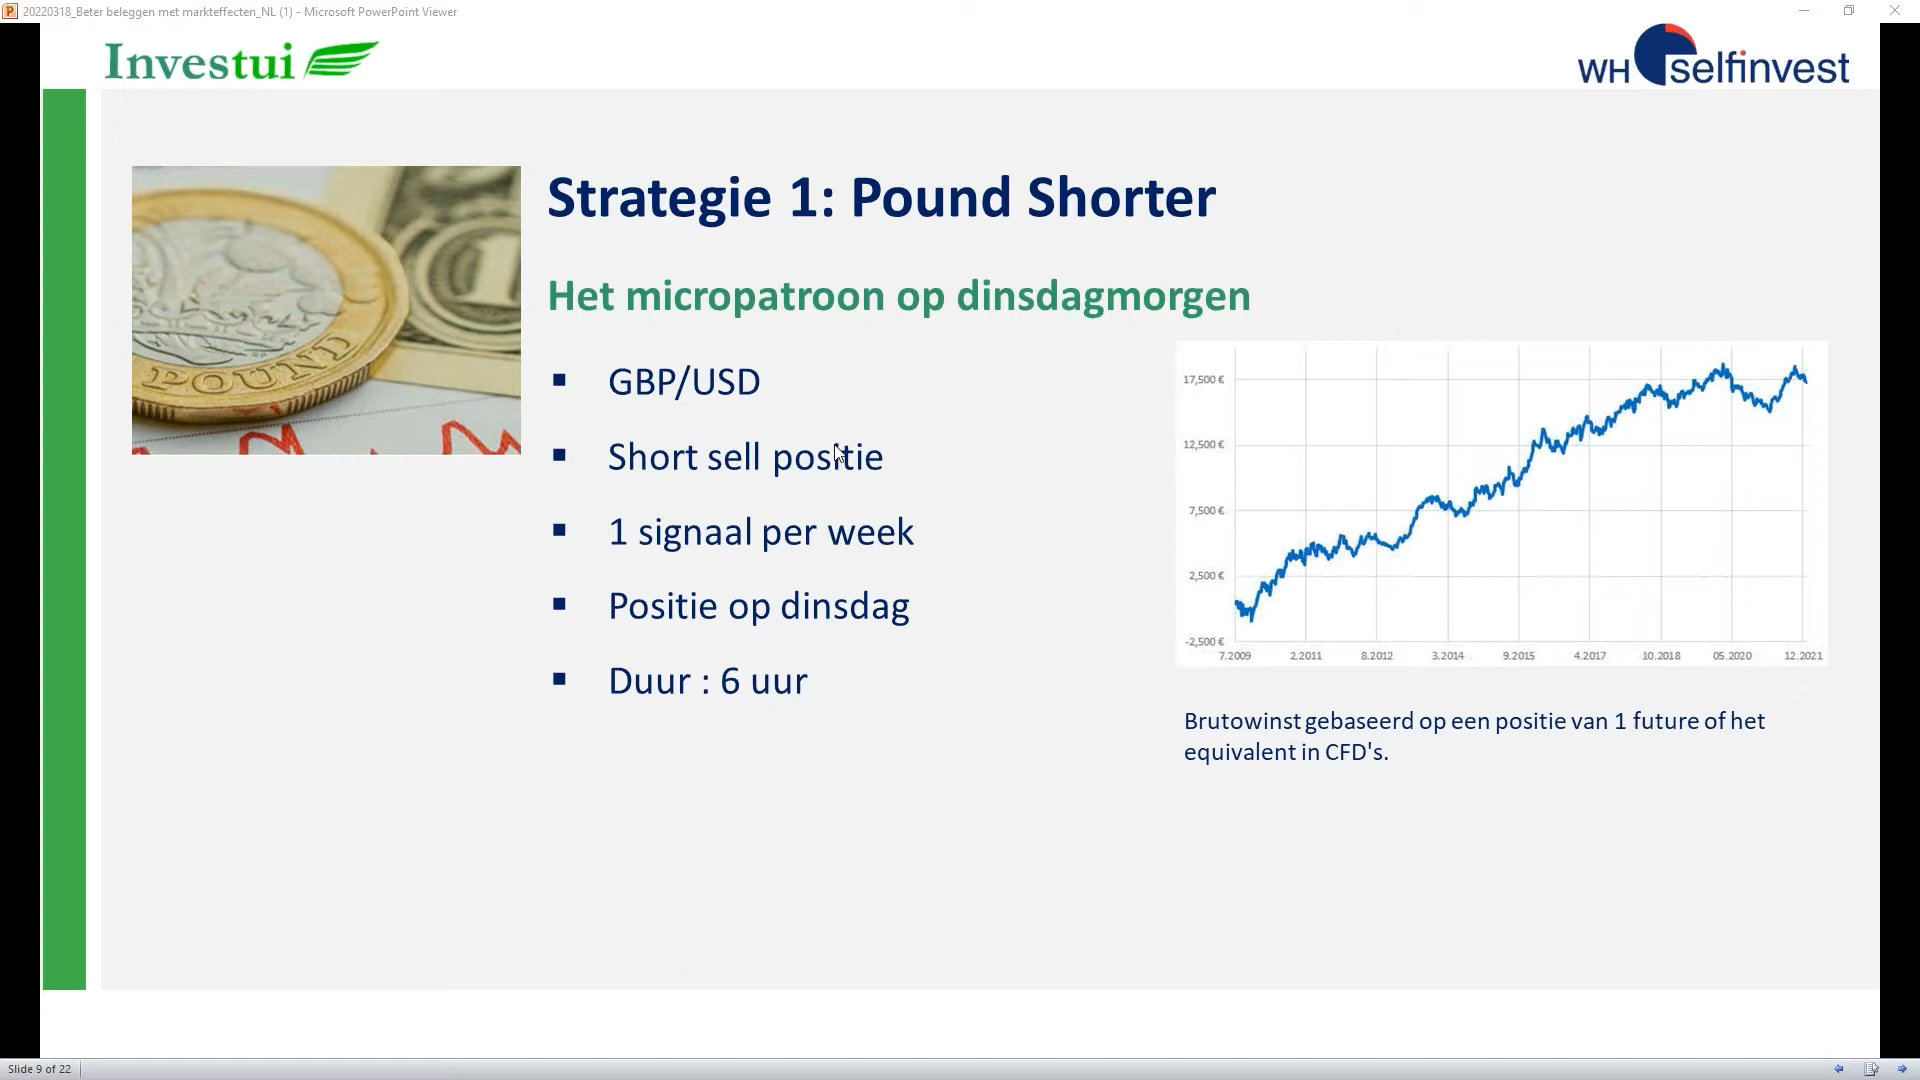 20220318_Beter beleggen met markteffecten_NL (1) - Microsoft PowerPoint Viewer
Investui
WH selfinvest
Strategie 1: Pound Shorter
Het micropatroon op dinsdagmorgen
POUND
1
GBP/USD
Short sell positie
1 signaal per week
Positie op dinsdag
Duur : 6 uur
17,500 €
12,500 €
7,500 €
2,500 €
-2,500 €
7.2009 2.2011 8.2012 3.2014 9.2015 4.2017 10.2018 05.2020 12.2021
Brutowinst gebaseerd op een positie van 1 future of het
equivalent in CFD's.
Slide 9 of 22